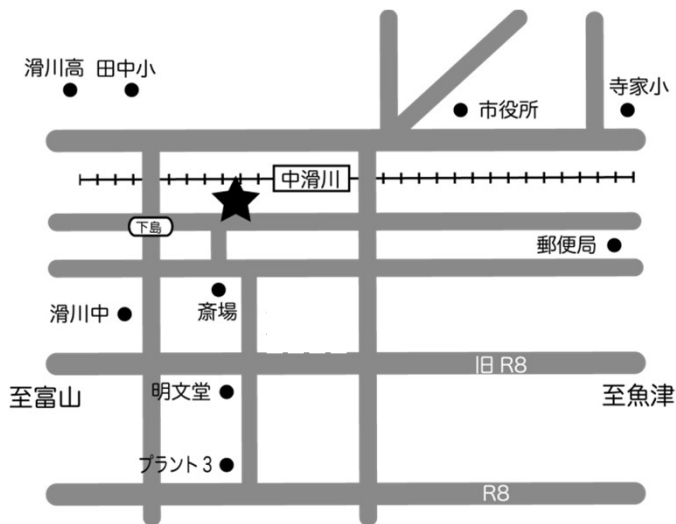 滑川高 田中小
寺家小
市役所
中滑川
下島
郵便局
滑川中
斎場
旧 R8
至富山
明文堂
至魚津
プラント3
R8